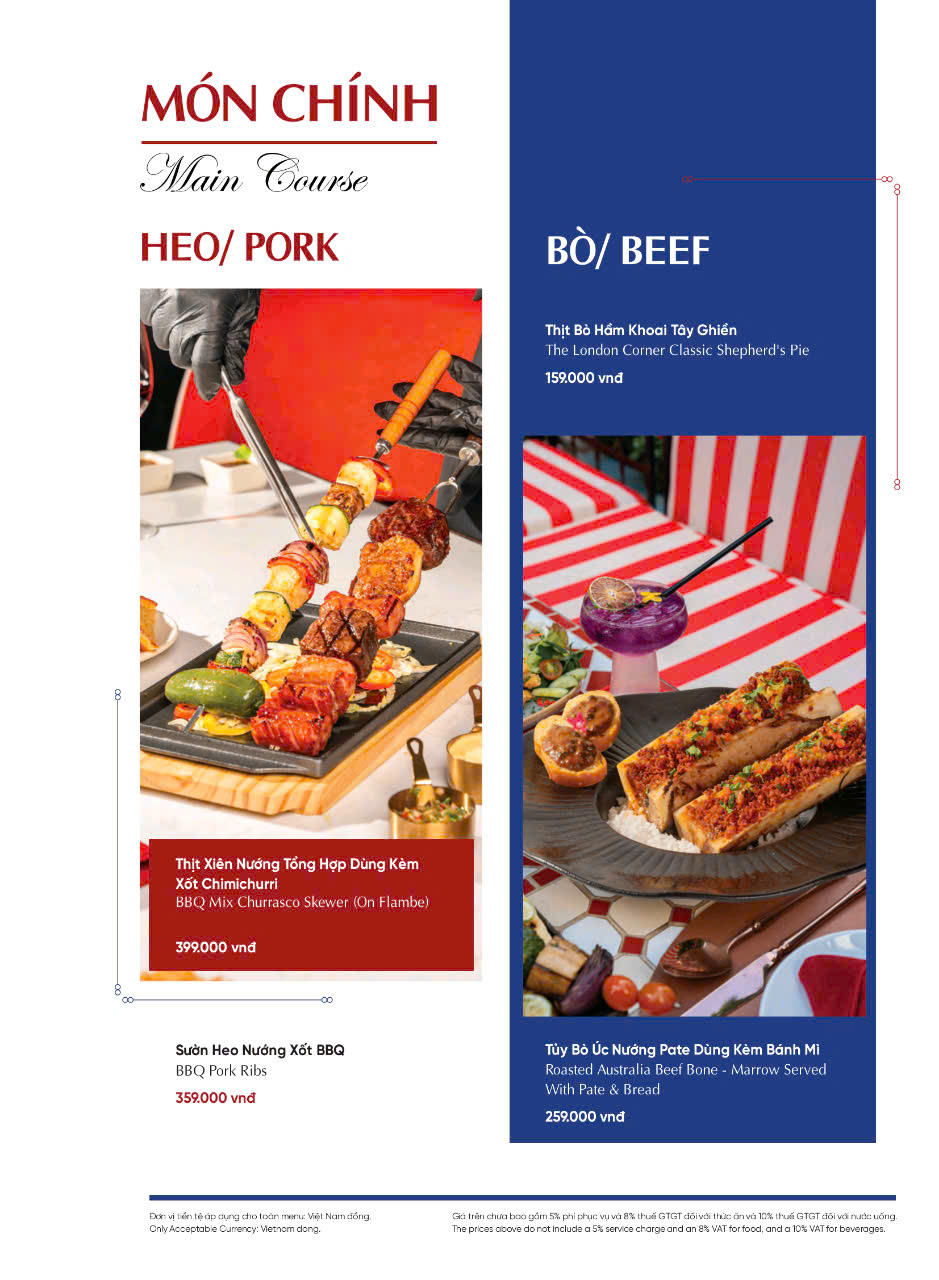 MÓN CHÍNH
Main Course
HEO/ PORK
Thịt Xiên Nướng Tổng Hợp Dùng Kèm
Xốt Chimichurri
BBQ Mix Churrasco Skewer (On Flambe)
399.000 vnđ
Sườn Heo Nướng Xốt BBQ
BBQ Pork Ribs
359.000 vnđ
BÒ/ BEEF
Thịt Bò Hầm Khoai Tây Ghiền
The London Corner Classic Shepherd's Pie
159.000 vnđ
Tủy Bò Úc Nướng Pate Dùng Kèm Bánh Mì
Roasted Australia Beef Bone - Marrow Served
With Pate & Bread
259.000 vnđ
Đơn vị tiền tệ áp dụng cho toàn menu: Việt Nam đồng.
Only Acceptable Currency: Vietnam dong.
Giá trên chưa bao gồm 5% phí phục vụ và 8% thuế GTGT đối với thức ăn và 10% thuế GTGT đối với nước uống.
The prices above do not include a 5% service charge and an 8% VAT for food, and a 10% VAT for beverages.